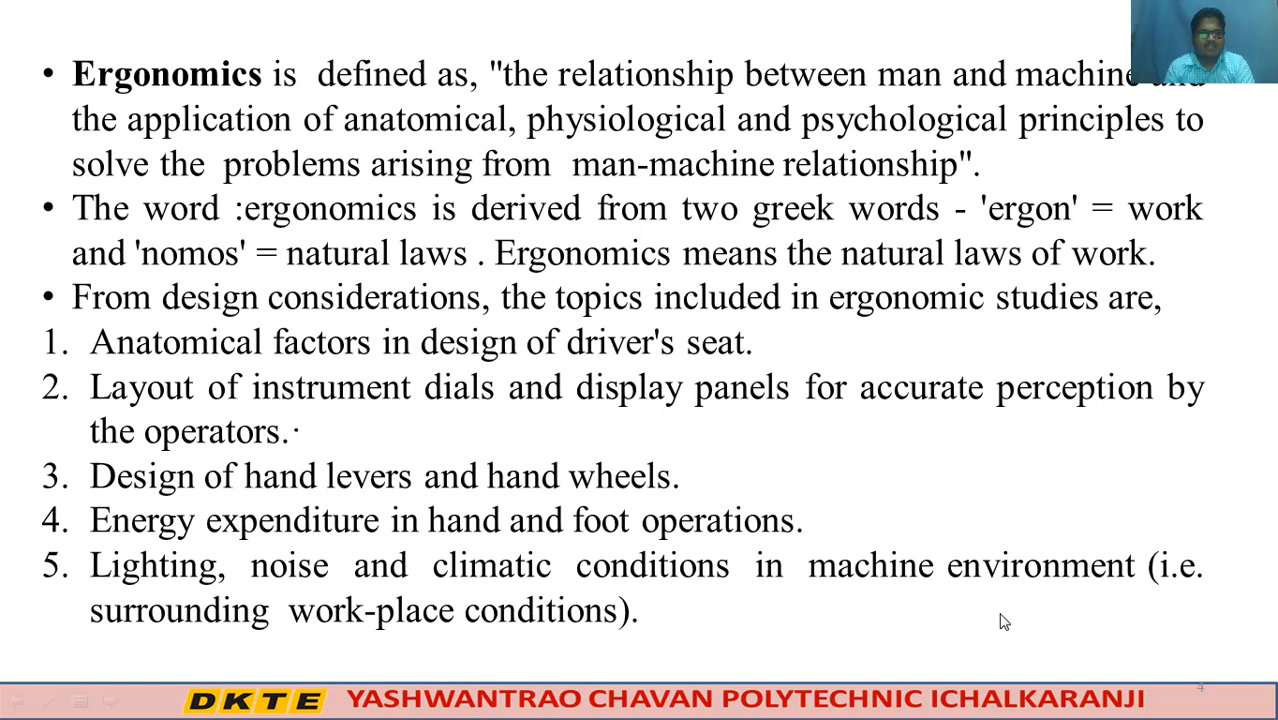 • Ergonomics is defined as, "the relationship between man and machine
the application of anatomical, physiological and psychological principles to
solve the problems arising from man-machine relationship".
• The word :ergonomics is derived from two greek words - 'ergon' = work
and 'nomos' = natural laws . Ergonomics means the natural laws of work.
• From design considerations, the topics included in ergonomic studies are,
1. Anatomical factors in design of driver's seat.
2. Layout of instrument dials and display panels for accurate perception by
the operators.·
3. Design of hand levers and hand wheels.
4. Energy expenditure in hand and foot operations.
5. Lighting, noise and climatic conditions in machine environment (i.e.
surrounding work-place conditions).
4
DKTE YASHWANTRAO CHAVAN POLYTECHNIC ICHALKARANJI